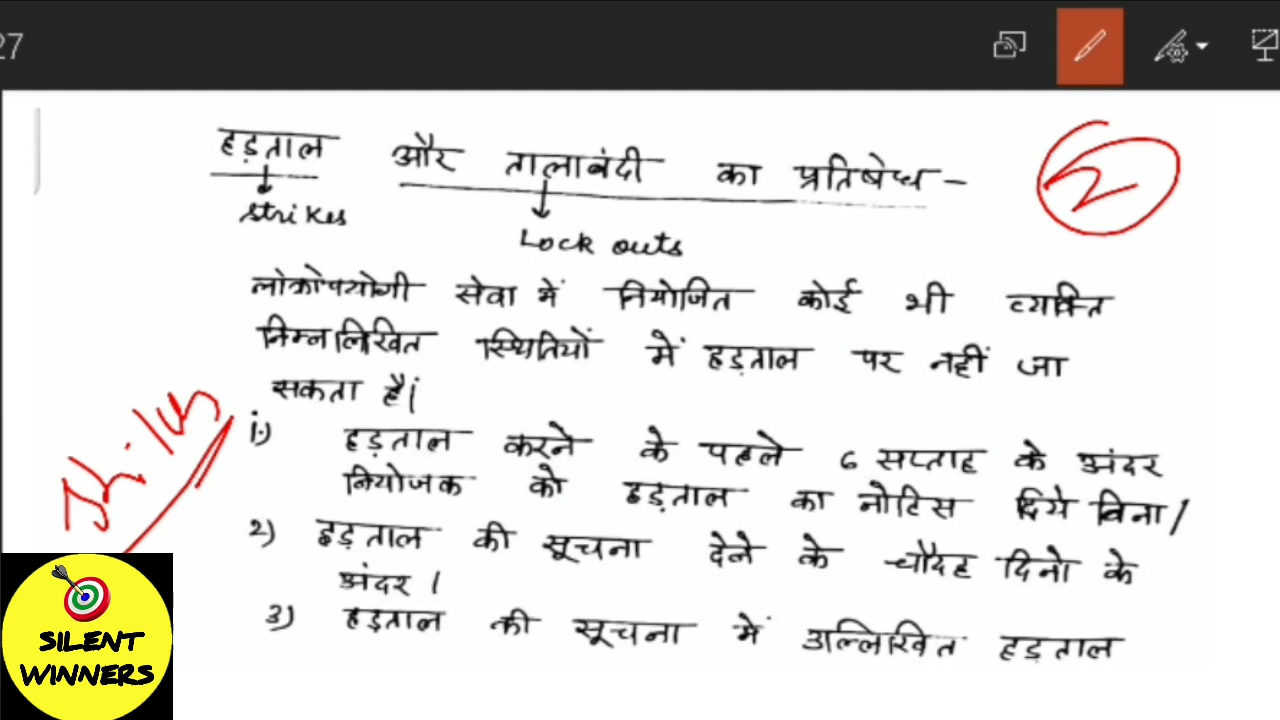 27
हड़ताल और तालाबंदी का प्रतिषेध –
strikes
Lock outs
2
लोकोपयोगी सेवा में नियोजित कोई भी व्यक्ति
निम्नलिखित स्थितियों में हड़ताल पर नहीं जा
सकता है।
1.) हड़ताल करने के पहले 6 सप्ताह के अंदर
नियोजक को हड़ताल का नोटिस दिये बिना।
2) हड़ताल की सूचना देने के चौदह दिनो के
अंदर।
3) हड़ताल की सूचना में उल्लिखित हड़ताल
SILENT
WINNERS